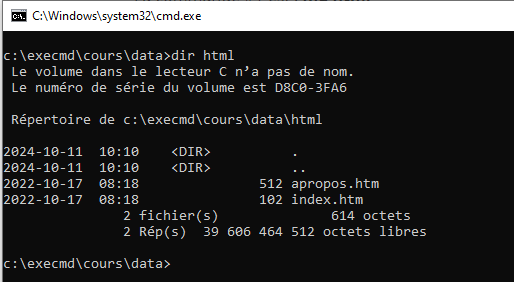 C:\Windows\system32\cmd.exe
c:\execmd\cours\data>dir html
Le volume dans le lecteur C n’a pas de nom.
Le numéro de série du volume est D8C0-3FA6
Répertoire de c:\execmd\cours\data\html
2024-10-11  10:10    <DIR>          .
2024-10-11  10:10    <DIR>          ..
2022-10-17  08:18               512 apropos.htm
2022-10-17  08:18               102 index.htm
2 fichier(s)              614 octets
2 Rép(s)  39 606 464 512 octets libres
c:\execmd\cours\data>